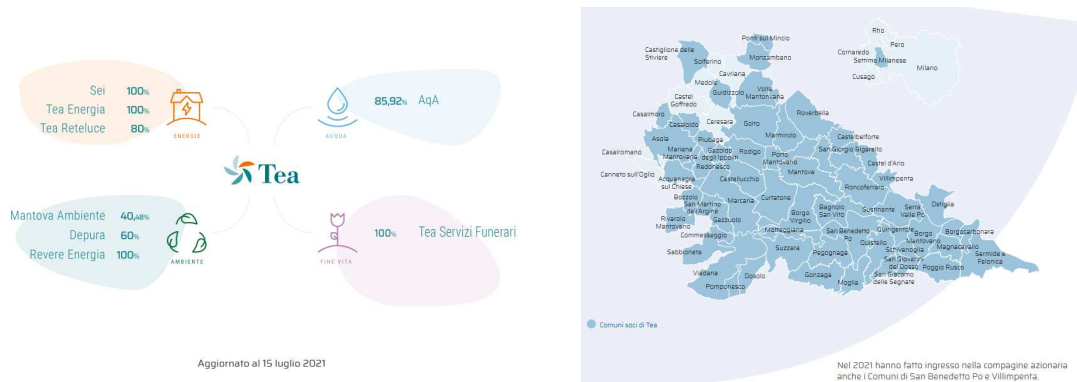 Sei 100%
Tea Energia 100%
Tea Reteluce 80%
ENERGIE
85,92% AqA
ACQUA
Tea
Mantova Ambiente 40,48%
Depura 60%
Revere Energia 100%
AMBIENTE
100% Tea Servizi Funerari
FINE VITA
Aggiornato al 15 luglio 2021
Castiglione delle
Stiviere
Solferino
Ponti sul Mincio
Monzambano
Cavriana
Medole
Guidizzolo
Volta
Mantovana
Castel
Goffredo
Ceresara
Goito
Roverbella
Marmirolo
Casalmoro
Casaloldo
Asola
Piubega
Mariana
Mantovana
Gazoldo
degli Ippoliti
Redondesco
Rodigo
Porto
Mantovano
Castelbelforte
San Giorgio Bigarello
Castel d'Ario
Casalromano
Canneto sull'Oglio
Acquanegra
sul Chiese
Castellucchio
Mantova
Villimpenta
Roncoferraro
Bozzolo
San Martino
dell'Argine
Marcaria
Curtatone
Rivarolo
Mantovano
Gazzuolo
Borgo
Virgilio
Bagnolo
San Vito
Sustinente
Serravalle Po
Ostiglia
Commessaggio
Motteggiana
San Benedetto
Po
Quingentole
Borgo
Mantovano
Borgocarbonara
Sabbioneta
Suzzara
Pegognaga
Quistello
Schivenoglia
Magnacavallo
Sermide e
Felonica
San Giovanni
del Dosso
Poggio Rusco
Viadana
Pomponesco
Dosolo
Gonzaga
Moglia
San Giacomo
delle Segnate
Rho
Pero
Cornaredo
Settimo Milanese
Milano
Cusago
Comuni soci di Tea
Nel 2021 hanno fatto ingresso nella compagine azionaria
anche i Comuni di San Benedetto Po e Villimpenta.